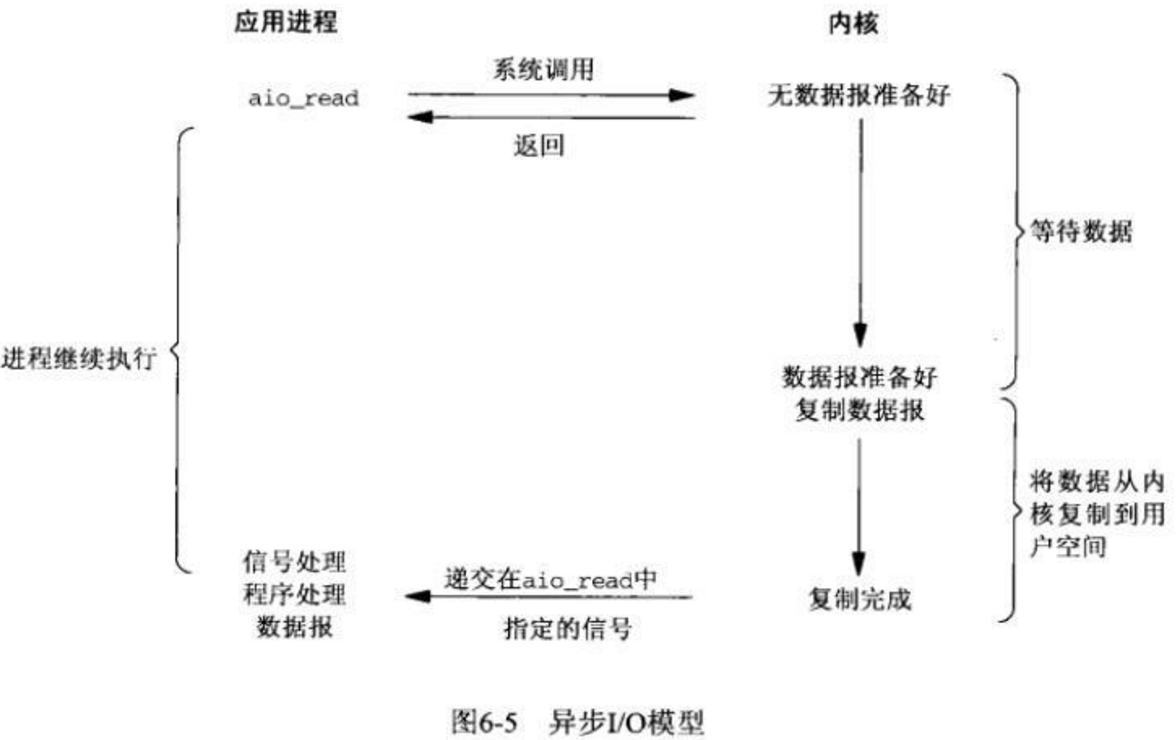 应用进程
内核
系统调用
aio_read
无数据报准备好
返回
等待数据
进程继续执行
数据报准备好
复制数据报
将数据从内
核复制到用
户空间
信号处理
程序处理
数据报
递交在aio_read中
指定的信号
复制完成
图6-5 异步I/O模型